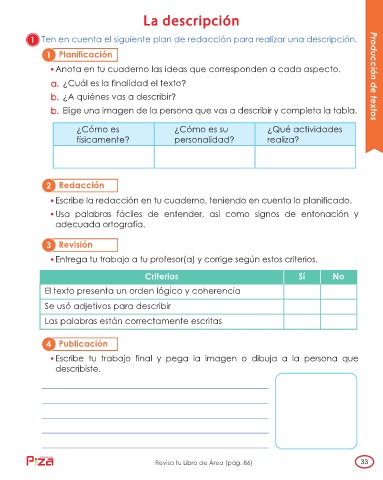 La descripción
1 Ten en cuenta el siguiente plan de redacción para realizar una descripción.
1 Planificación
• Anota en tu cuaderno las ideas que corresponden a cada aspecto.
a. ¿Cuál es la finalidad el texto?
b. ¿A quiénes vas a describir?
b. Elige una imagen de la persona que vas a describir y completa la tabla.
¿Cómo es ¿Cómo es su ¿Qué actividades
físicamente? personalidad? realiza?
2 Redacción
• Escribe la redacción en tu cuaderno, teniendo en cuenta lo planificado.
• Usa palabras fáciles de entender, así como signos de entonación y
adecuada ortografía.
3 Revisión
• Entrega tu trabajo a tu profesor(a) y corrige según estos criterios.
Criterios Sí No
El texto presenta un orden lógico y coherencia
Se usó adjetivos para describir
Las palabras están correctamente escritas
4 Publicación
• Escribe tu trabajo final y pega la imagen o dibuja a la persona que
describiste.
Producción de textos
Revisa tu Libro de Área (pág. 86)
33